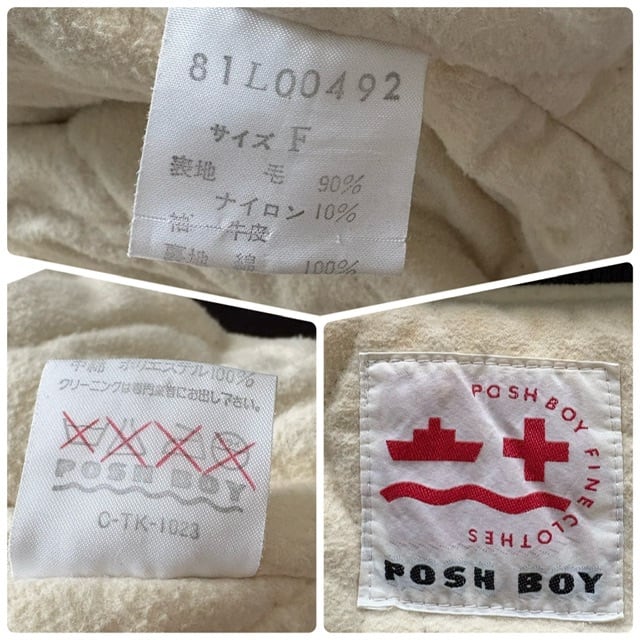 81L00492
サイズ F
表地 毛 90%
ナイロン 10%
袖 牛皮
裏地 綿 100%
中綿 ポリエステル100%
クリーニングは専門業者にお出し下さい。
POSH BOY
C-TK-1023
POSH BOY FINE CLOTHES
POSH BOY